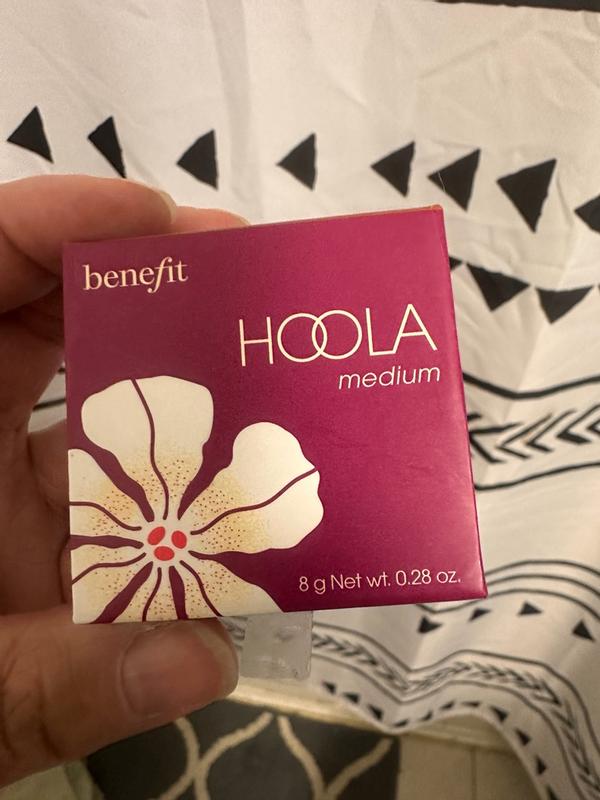 benefit
HOOLA
medium
8 g Net wt. 0.28 oz.